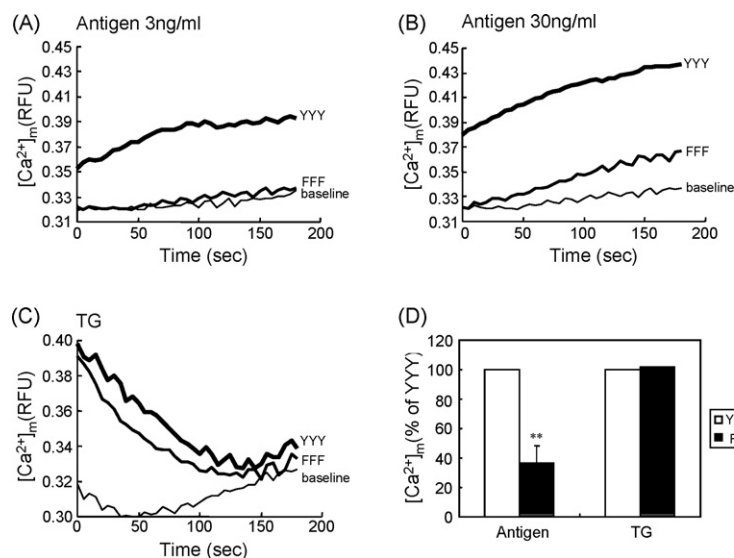 (A) Antigen 3ng/ml
0.45
0.43
0.39
0.37
0.35
0.33
0.31
[Ca²⁺]m(RFU)
YYY
FFF
baseline
0 50 100 150 200
Time (sec)
(B) Antigen 30ng/ml
0.45
0.43
0.39
0.37
0.35
0.33
0.31
[Ca²⁺]m(RFU)
YYY
FFF
baseline
0 50 100 150 200
Time (sec)
(C) TG
0.40
0.38
0.36
0.34
0.32
0.30
[Ca²⁺]m(RFU)
YYY
FFF
baseline
0 50 100 150 200
Time (sec)
(D)
120
100
80
60
40
20
0
[Ca²⁺]m(% of YYY)
**
Antigen TG
Y